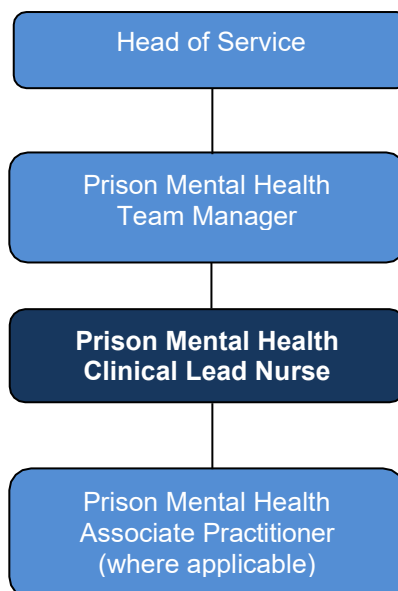 Head of Service
Prison Mental Health
Team Manager
Prison Mental Health
Clinical Lead Nurse
Prison Mental Health
Associate Practitioner
(where applicable)